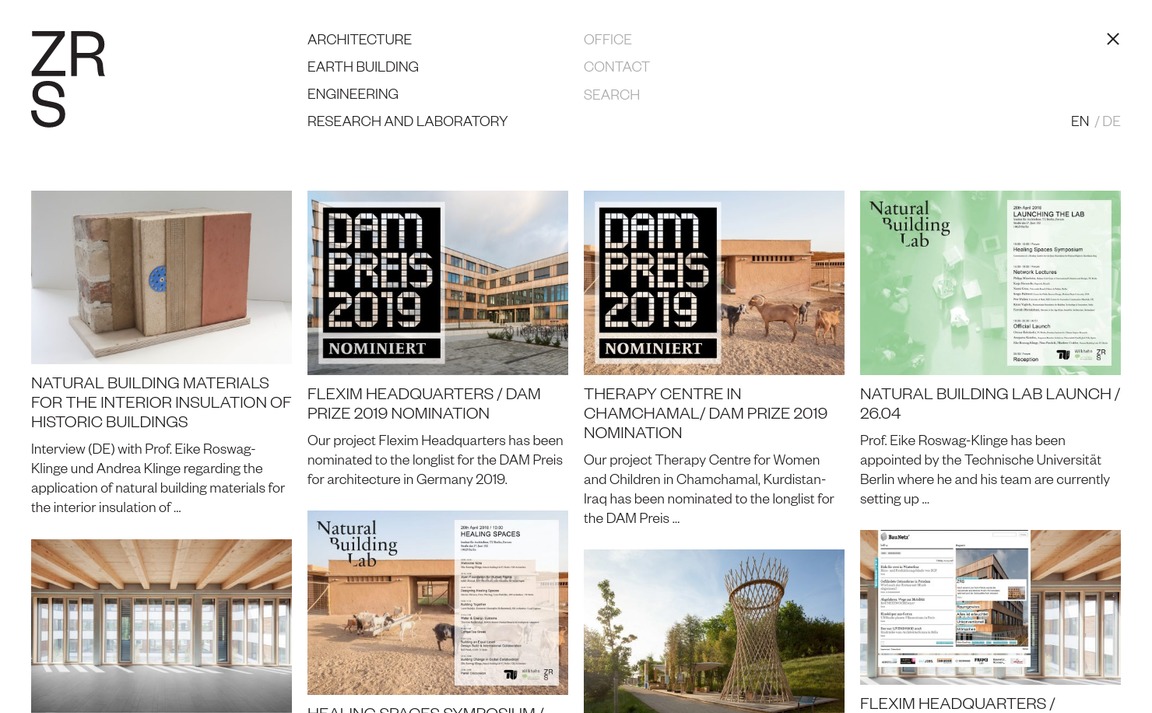 ZR
S
ARCHITECTURE
EARTH BUILDING
ENGINEERING
RESEARCH AND LABORATORY
OFFICE
CONTACT
SEARCH
EN / DE
NATURAL BUILDING MATERIALS
FOR THE INTERIOR INSULATION OF
HISTORIC BUILDINGS
Interview (DE) with Prof. Eike Roswag-
Klinge und Andrea Klinge regarding the
application of natural building materials for
the interior insulation of ...
DAM
PREIS
2019
NOMINIERT
FLEXIM HEADQUARTERS / DAM
PRIZE 2019 NOMINATION
Our project Flexim Headquarters has been
nominated to the longlist for the DAM Preis
for architecture in Germany 2019.
Natural
Building
Lab
HEALING SPACES
HEALING SPACES SYMPOSIUM /
DAM
PREIS
2019
NOMINIERT
THERAPY CENTRE IN
CHAMCHAMAL/ DAM PRIZE 2019
NOMINATION
Our project Therapy Centre for Women
and Children in Chamchamal, Kurdistan-
Iraq has been nominated to the longlist for
the DAM Preis ...
Natural
Building
Lab
LAUNCHING THE LAB
Healing Spaces Symposium
Network Lectures
Official Launch
Reception
NATURAL BUILDING LAB LAUNCH /
26.04
Prof. Eike Roswag-Klinge has been
appointed by the Technische Universität
Berlin where he and his team are currently
setting up ...
FLEXIM HEADQUARTERS /